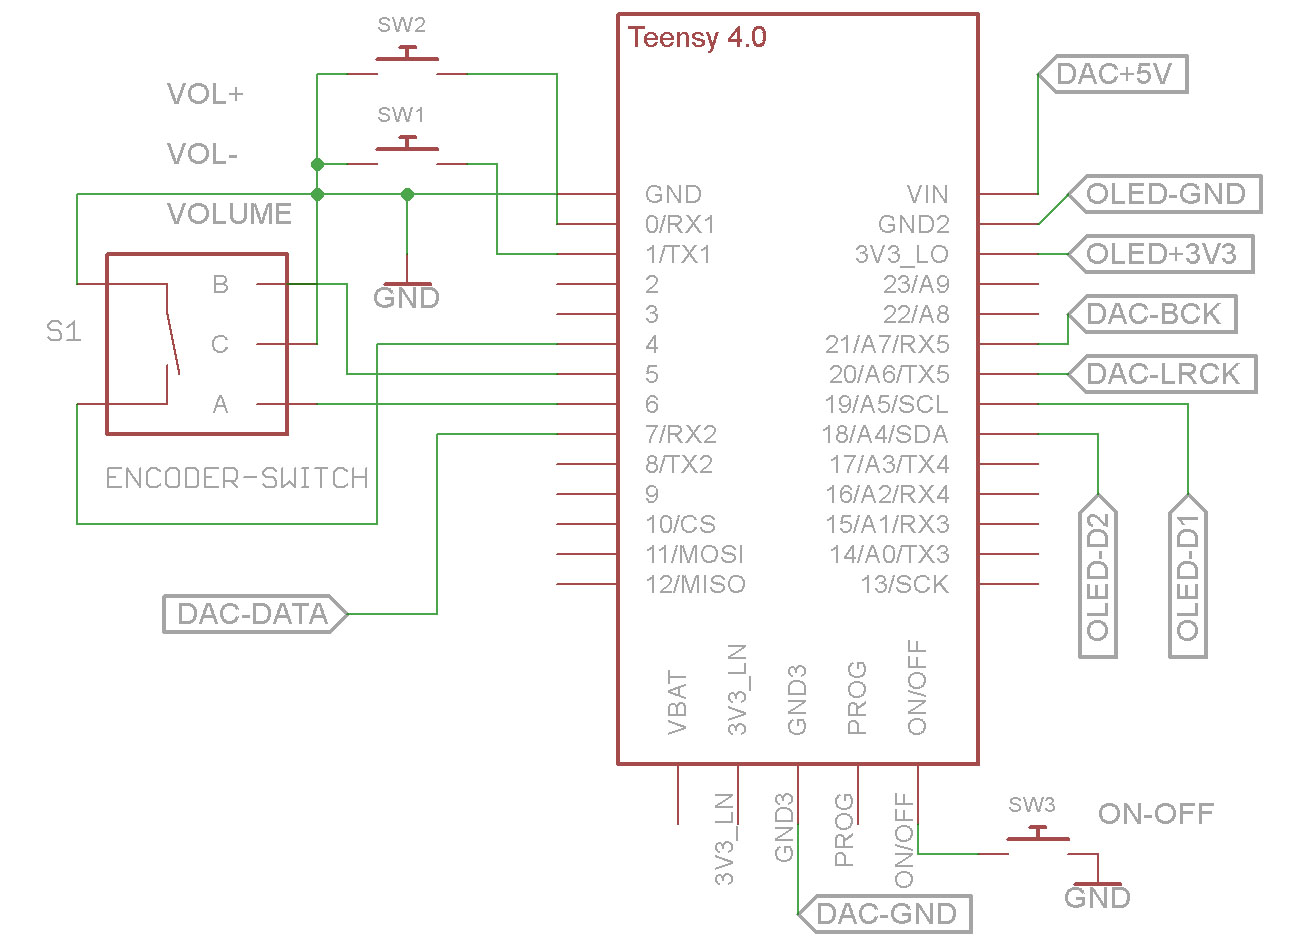 SW2
Teensy 4.0
DAC+5V
VOL+
SW1
VOL-
GND
VIN
OLED-GND
VOLUME
0/RX1
GND2
1/TX1
3V3_LO
OLED+3V3
B
2
23/A9
GND
3
22/A8
DAC-BCK
S1
C
4
21/A7/RX5
5
20/A6/TX5
DAC-LRCK
A
6
19/A5/SCL
7/RX2
18/A4/SDA
ENCODER-SWITCH
8/TX2
17/A3/TX4
9
16/A2/RX4
10/CS
15/A1/RX3
11/MOSI
14/A0/TX3
12/MISO
13/SCK
OLED-D2
OLED-D1
DAC-DATA
VBAT
3V3_LN
GND3
PROG
ON/OFF
3V3_LN
GND3
PROG
ON/OFF
SW3
ON-OFF
GND
DAC-GND